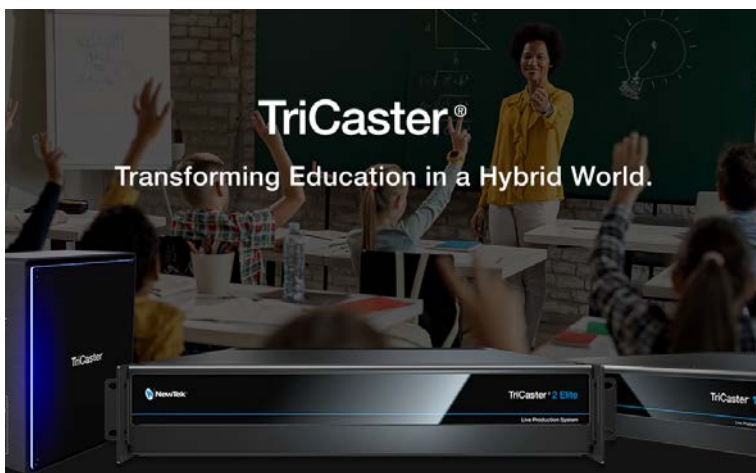 TriCaster®
Transforming Education in a Hybrid World.
TriCaster
NewTek
TriCaster® 2 Elite
Live Production System
TriCaster